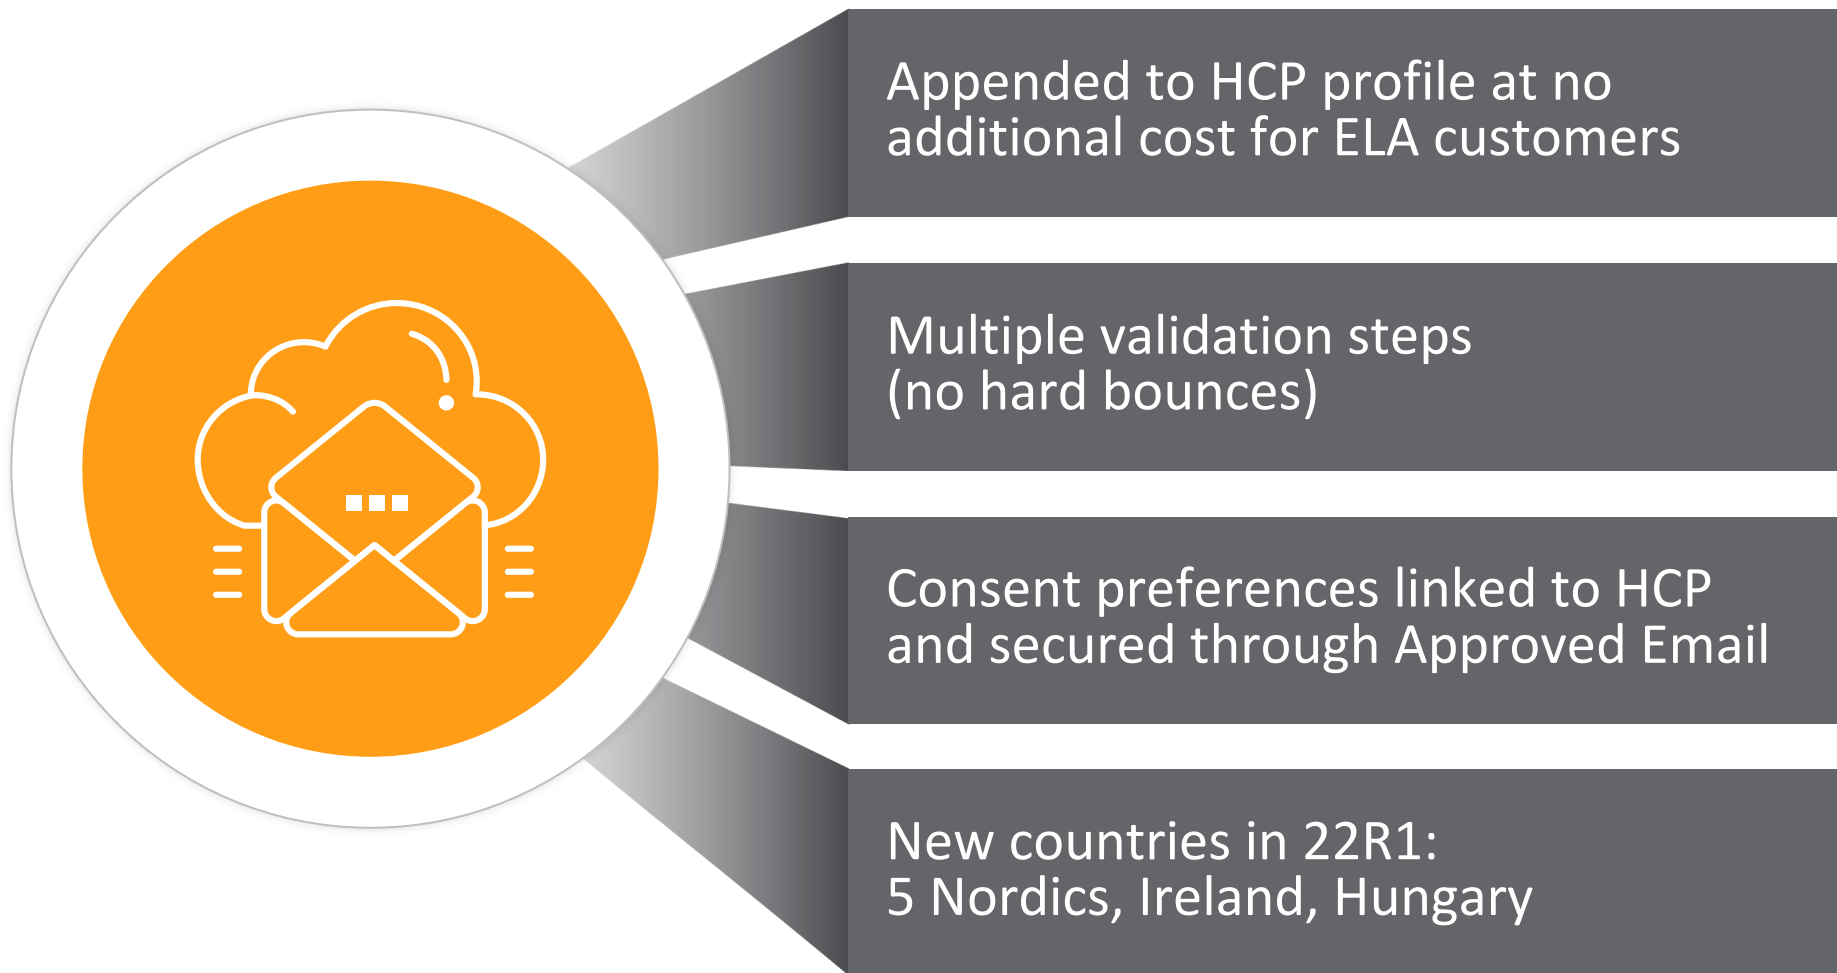 Appended to HCP profile at no
additional cost for ELA customers
Multiple validation steps
(no hard bounces)
Consent preferences linked to HCP
and secured through Approved Email
New countries in 22R1:
5 Nordics, Ireland, Hungary